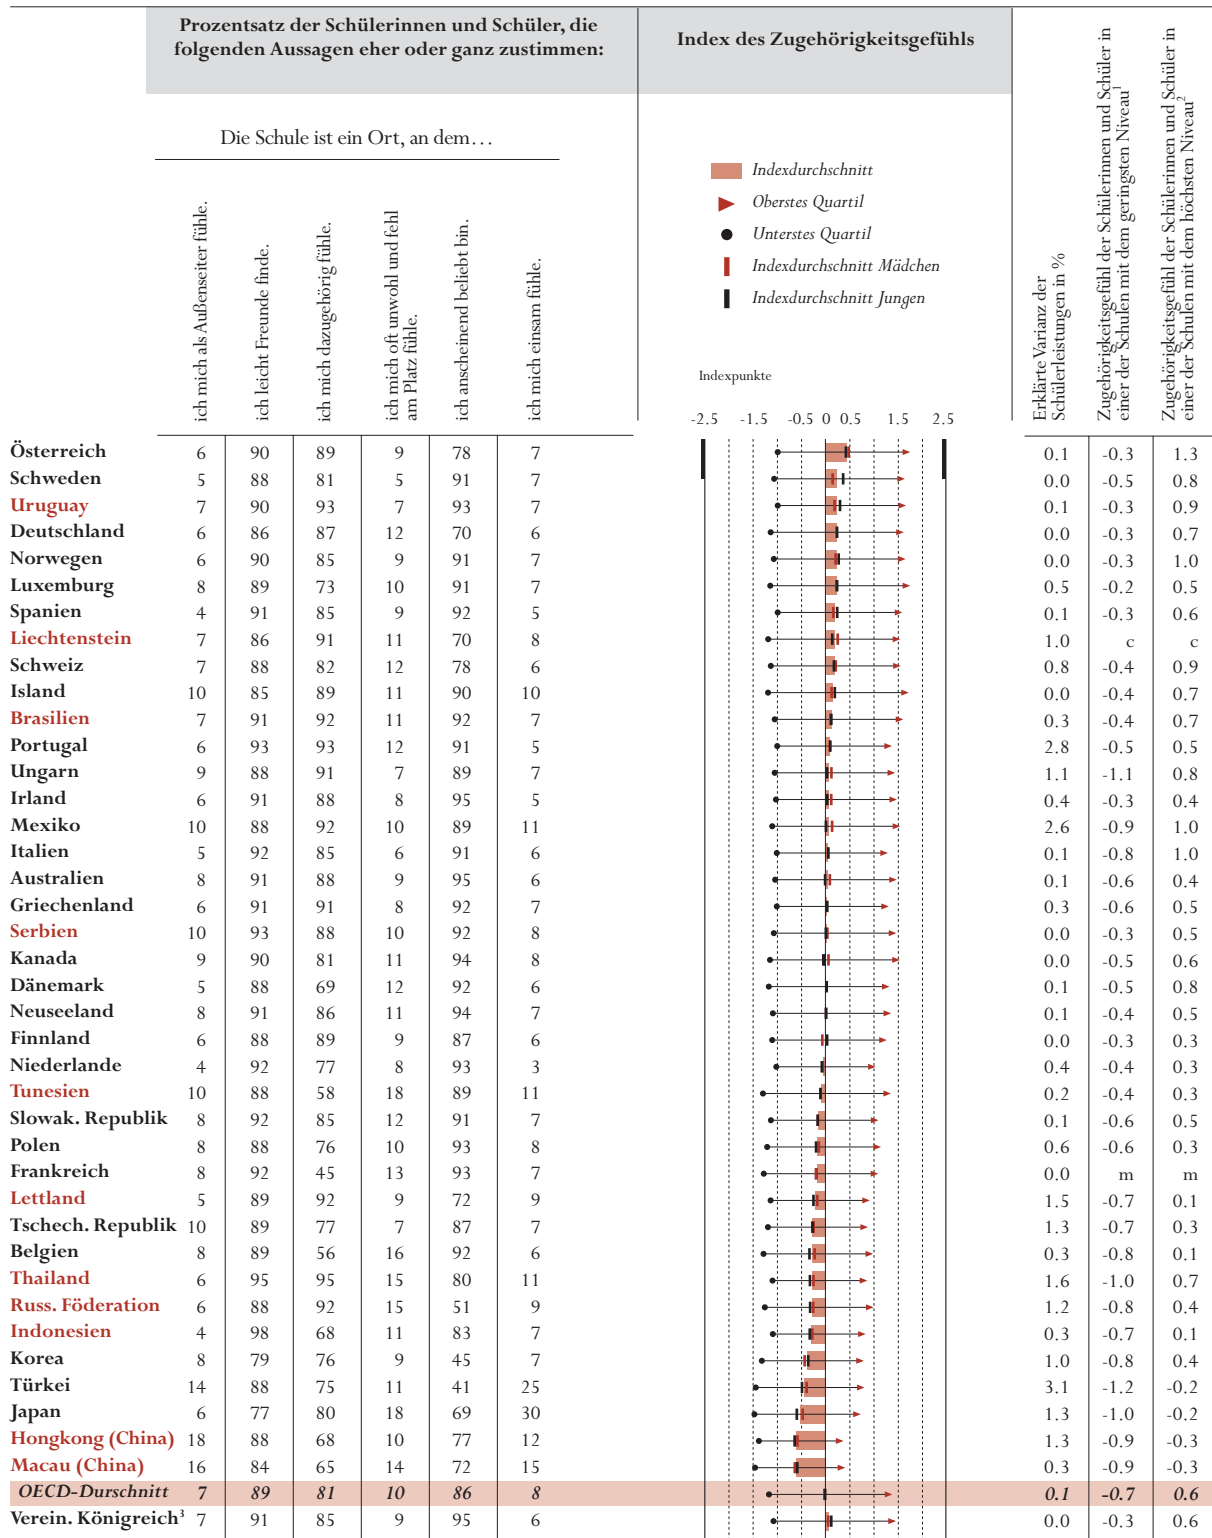 Prozentsatz der Schülerinnen und Schüler, die
folgenden Aussagen eher oder ganz zustimmen:
Index des Zugehörigkeitsgefühls
Die Schule ist ein Ort, an dem…
ich mich als Außenseiter fühle.
ich leicht Freunde finde.
ich mich dazugehörig fühle.
ich mich oft unwohl und fehl
am Platz fühle.
ich anscheinend beliebt bin.
ich mich einsam fühle.
Indexdurchschnitt
Oberstes Quartil
Unterstes Quartil
Indexdurchschnitt Mädchen
Indexdurchschnitt Jungen
Indexpunkte
-2.5 -1.5 -0.5 0 0.5 1.5 2.5
Erklärte Varianz der
Schülerleistungen in %
Zugehörigkeitsgefühl der Schülerinnen und Schüler in
einer der Schulen mit dem geringsten Niveau1
Zugehörigkeitsgefühl der Schülerinnen und Schüler in
einer der Schulen mit dem höchsten Niveau2
Österreich 6 90 89 9 78 7 0.1 -0.3 1.3
Schweden 5 88 81 5 91 7 0.0 -0.5 0.8
Uruguay 7 90 93 7 93 7 0.1 -0.3 0.9
Deutschland 6 86 87 12 70 6 0.0 -0.3 0.7
Norwegen 6 90 85 9 91 7 0.0 -0.3 1.0
Luxemburg 8 89 73 10 91 7 0.5 -0.2 0.5
Spanien 4 91 85 9 92 5 0.1 -0.3 0.6
Liechtenstein 7 86 91 11 70 8 1.0 c c
Schweiz 7 88 82 12 78 6 0.8 -0.4 0.9
Island 10 85 89 11 90 10 0.0 -0.4 0.7
Brasilien 7 91 92 11 92 7 0.3 -0.4 0.7
Portugal 6 93 93 12 91 5 2.8 -0.5 0.5
Ungarn 9 88 91 7 89 7 1.1 -1.1 0.8
Irland 6 91 88 8 95 5 0.4 -0.3 0.4
Mexiko 10 88 92 10 89 11 2.6 -0.9 1.0
Italien 5 92 85 6 91 6 0.1 -0.8 1.0
Australien 8 91 88 9 95 6 0.1 -0.6 0.4
Griechenland 6 91 91 8 92 7 0.3 -0.6 0.5
Serbien 10 93 88 10 92 8 0.0 -0.3 0.5
Kanada 9 90 81 11 94 8 0.0 -0.5 0.6
Dänemark 5 88 69 12 92 6 0.1 -0.5 0.8
Neuseeland 8 91 86 11 94 7 0.1 -0.4 0.5
Finnland 6 88 89 9 87 6 0.0 -0.3 0.3
Niederlande 4 92 77 8 93 3 0.4 -0.4 0.3
Tunesien 10 88 58 18 89 11 0.2 -0.4 0.3
Slowak. Republik 8 92 85 12 91 7 0.1 -0.6 0.5
Polen 8 88 76 10 93 8 0.6 -0.6 0.3
Frankreich 8 92 45 13 93 7 0.0 m m
Lettland 5 89 92 9 72 9 1.5 -0.7 0.1
Tschech. Republik 10 89 77 7 87 7 1.3 -0.7 0.3
Belgien 8 89 56 16 92 6 0.3 -0.8 0.1
Thailand 6 95 95 15 80 11 1.6 -1.0 0.7
Russ. Föderation 6 88 92 15 51 9 1.2 -0.8 0.4
Indonesien 4 98 68 11 83 7 0.3 -0.7 0.1
Korea 8 79 76 9 45 7 1.0 -0.8 0.4
Türkei 14 88 75 11 41 25 3.1 -1.2 -0.2
Japan 6 77 80 18 69 30 1.3 -1.0 -0.2
Hongkong (China) 18 88 68 10 77 12 1.3 -0.9 -0.3
Macau (China) 16 84 65 14 72 15 0.3 -0.9 -0.3
OECD-Durschnitt 7 89 81 10 86 8 0.1 -0.7 0.6
Verein. Königreich3 7 91 85 9 95 6 0.0 -0.3 0.6